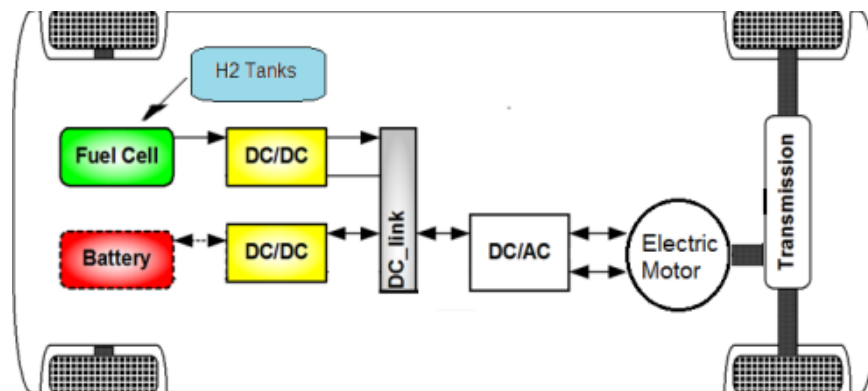 H2 Tanks
Fuel Cell
DC/DC
Battery
DC/DC
DC_link
DC/AC
Electric
Motor
Transmission